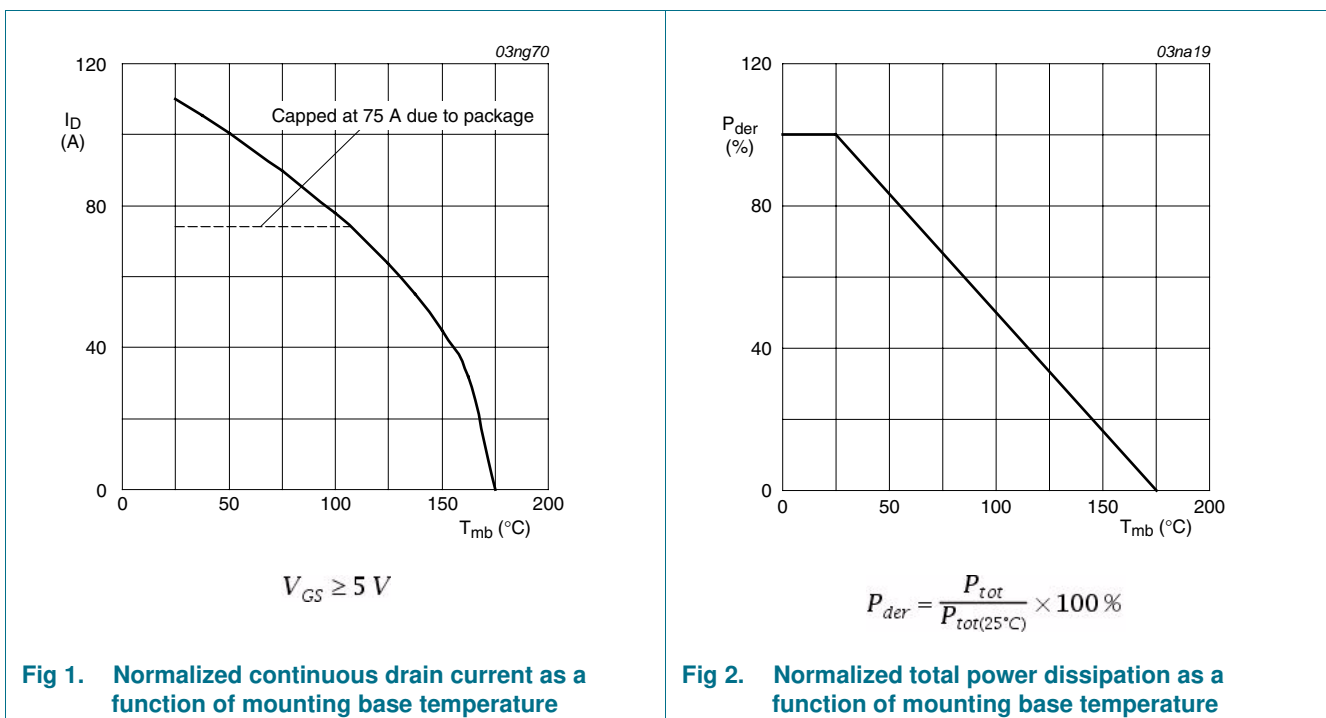 03ng70
120
80
40
0
I_D
(A)
Capped at 75 A due to package
0 50 100 150 200
T_mb (°C)
V_GS ≥ 5 V
Fig 1. Normalized continuous drain current as a
function of mounting base temperature
03na19
120
80
40
0
P_der
(%)
0 50 100 150 200
T_mb (°C)
P_der = P_tot / P_tot(25°C) × 100 %
Fig 2. Normalized total power dissipation as a
function of mounting base temperature